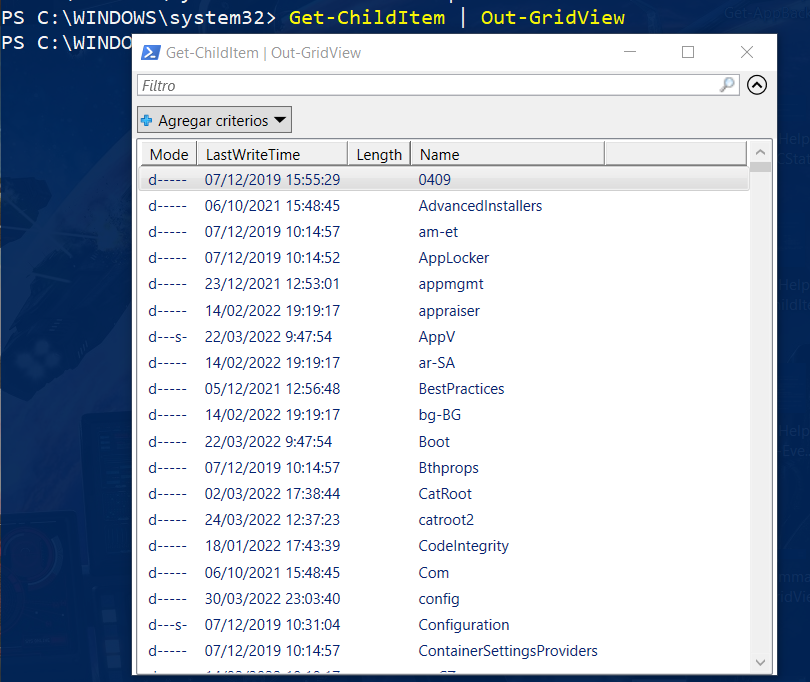 PS C:\WINDOWS\system32> Get-ChildItem | Out-GridView
PS C:\WINDO
Get-ChildItem | Out-GridView
Filtro
Agregar criterios
Mode LastWriteTime Length Name
d----- 07/12/2019 15:55:29 0409
d----- 06/10/2021 15:48:45 AdvancedInstallers
d----- 07/12/2019 10:14:57 am-et
d----- 07/12/2019 10:14:52 AppLocker
d----- 23/12/2021 12:53:01 appmgmt
d----- 14/02/2022 19:19:17 appraiser
d---s- 22/03/2022 9:47:54 AppV
d----- 14/02/2022 19:19:17 ar-SA
d----- 05/12/2021 12:56:48 BestPractices
d----- 14/02/2022 19:19:17 bg-BG
d----- 22/03/2022 9:47:54 Boot
d----- 07/12/2019 10:14:57 Bthprops
d----- 02/03/2022 17:38:44 CatRoot
d----- 24/03/2022 12:37:23 catroot2
d----- 18/01/2022 17:43:39 CodeIntegrity
d----- 06/10/2021 15:48:45 Com
d----- 30/03/2022 23:03:40 config
d---s- 07/12/2019 10:31:04 Configuration
d----- 07/12/2019 10:14:57 ContainerSettingsProviders